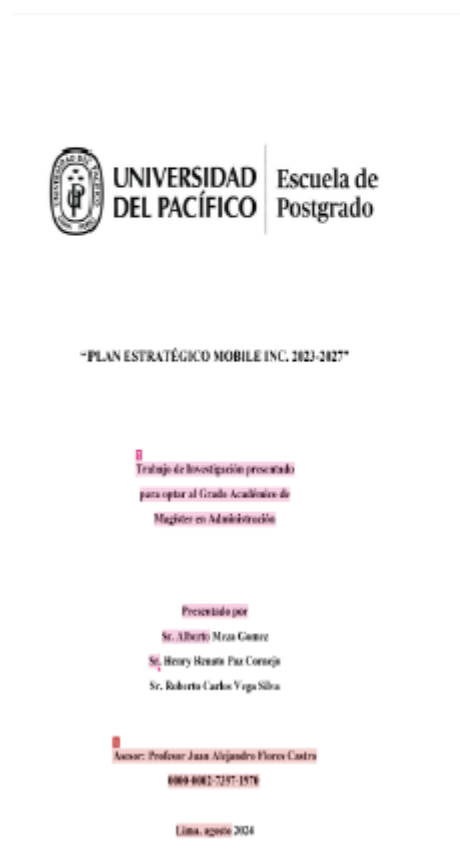 UNIVERSIDAD
DEL PACÍFICO
Escuela de
Postgrado
“PLAN ESTRATÉGICO MOBILE INC. 2023-2027”
Trabajo de Investigación presentado
para optar al Grado Académico de
Magíster en Administración
Presentado por
Sr. Alberto Meza Gomez
Sr. Henry Renato Paz Cornejo
Sr. Roberto Carlos Vega Silva
Asesor: Profesor Juan Alejandro Flores Castro
Lima, agosto 2024